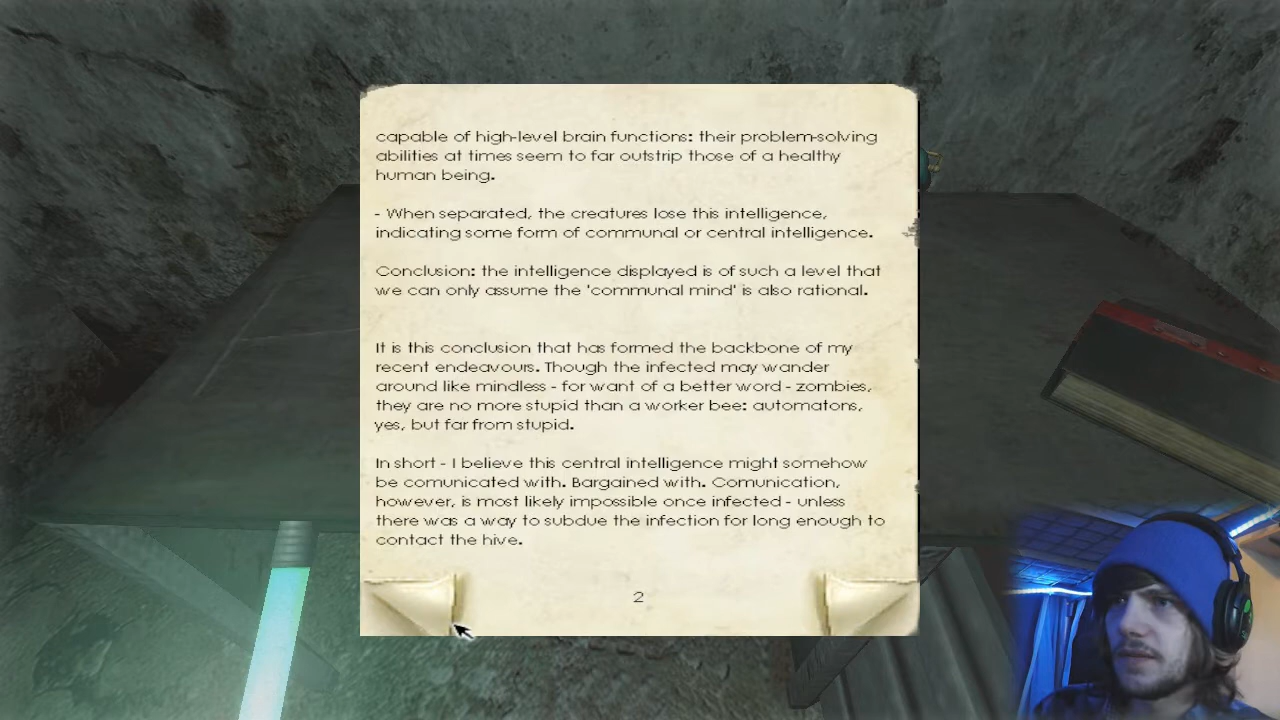 capable of high-level brain functions: their problem-solving
abilities at times seem to far outstrip those of a healthy
human being.
- When separated, the creatures lose this intelligence,
indicating some form of communal or central intelligence.
Conclusion: the intelligence displayed is of such a level that
we can only assume the 'communal mind' is also rational.
It is this conclusion that has formed the backbone of my
recent endeavours. Though the infected may wander
around like mindless - for want of a better word - zombies,
they are no more stupid than a worker bee: automatons,
yes, but far from stupid.
In short - I believe this central intelligence might somehow
be comunicated with. Bargained with. Comunication,
however, is most likely impossible once infected - unless
there was a way to subdue the infection for long enough to
contact the hive.
2